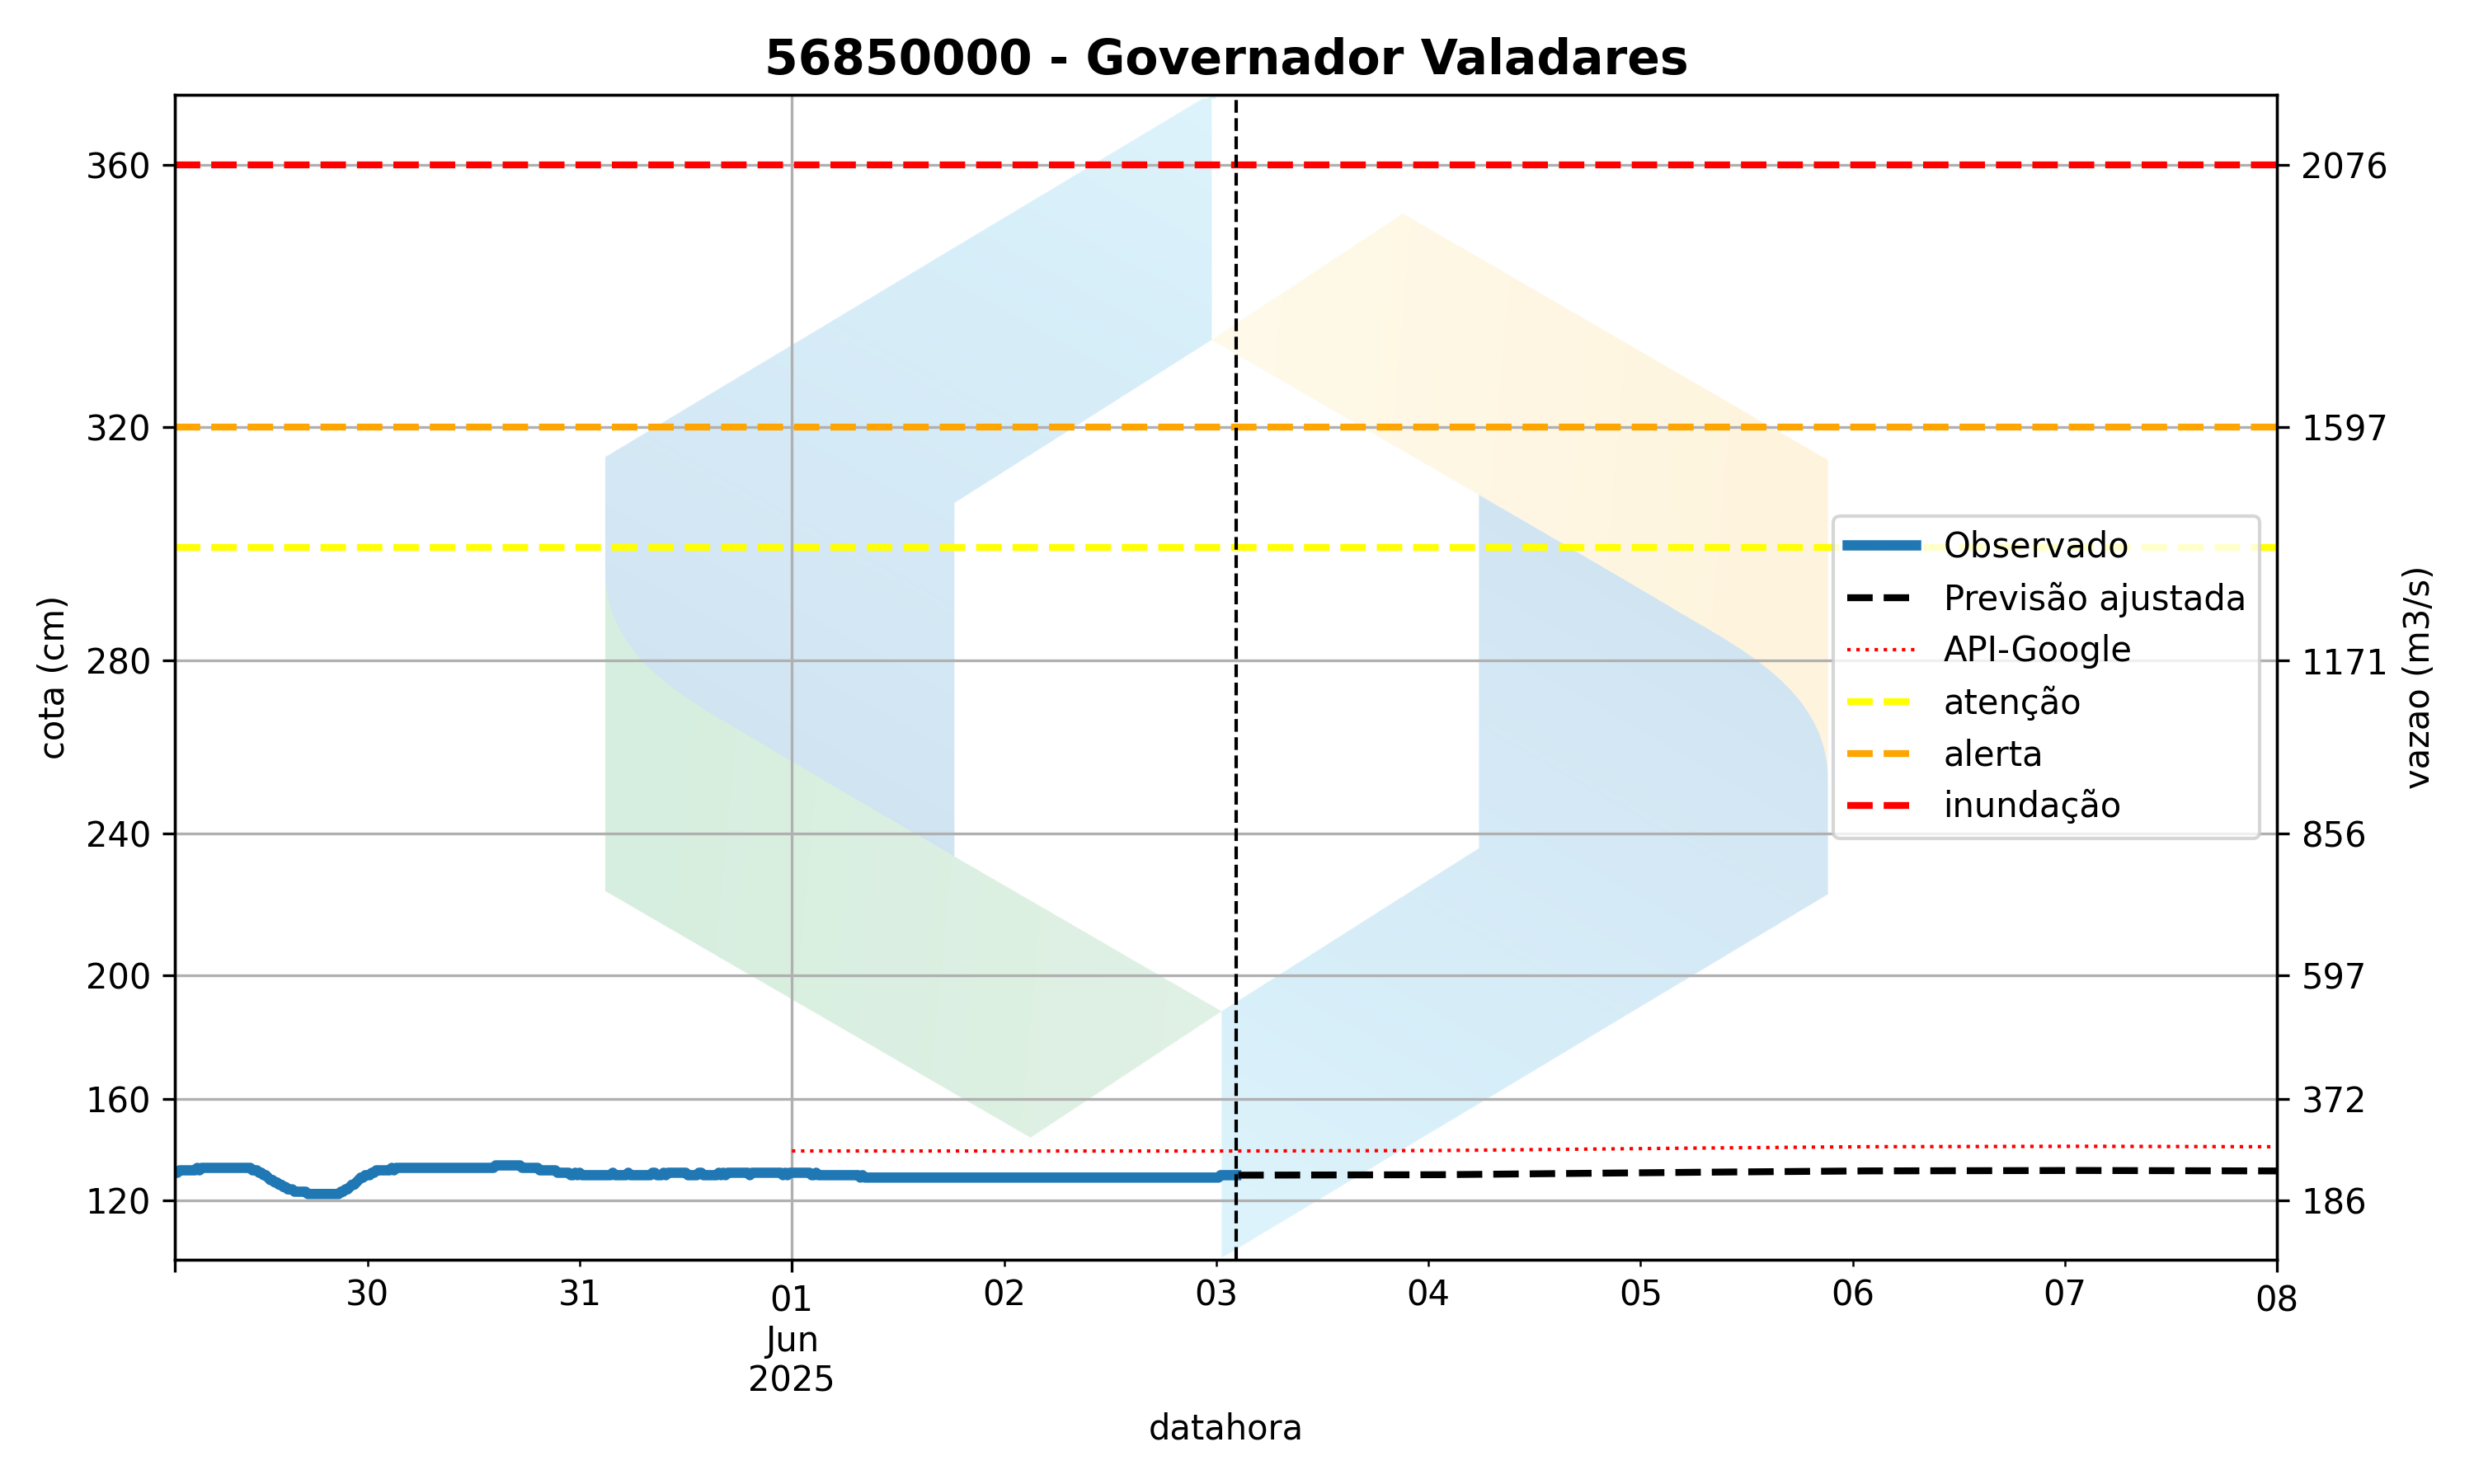 56850000 - Governador Valadares
360
320
280
240
200
160
120
cota (cm)
2076
1597
1171
856
597
372
186
vazao (m3/s)
Observado
Previsão ajustada
API-Google
atenção
alerta
inundação
30
31
01
02
03
04
05
06
07
08
Jun
2025
datahora